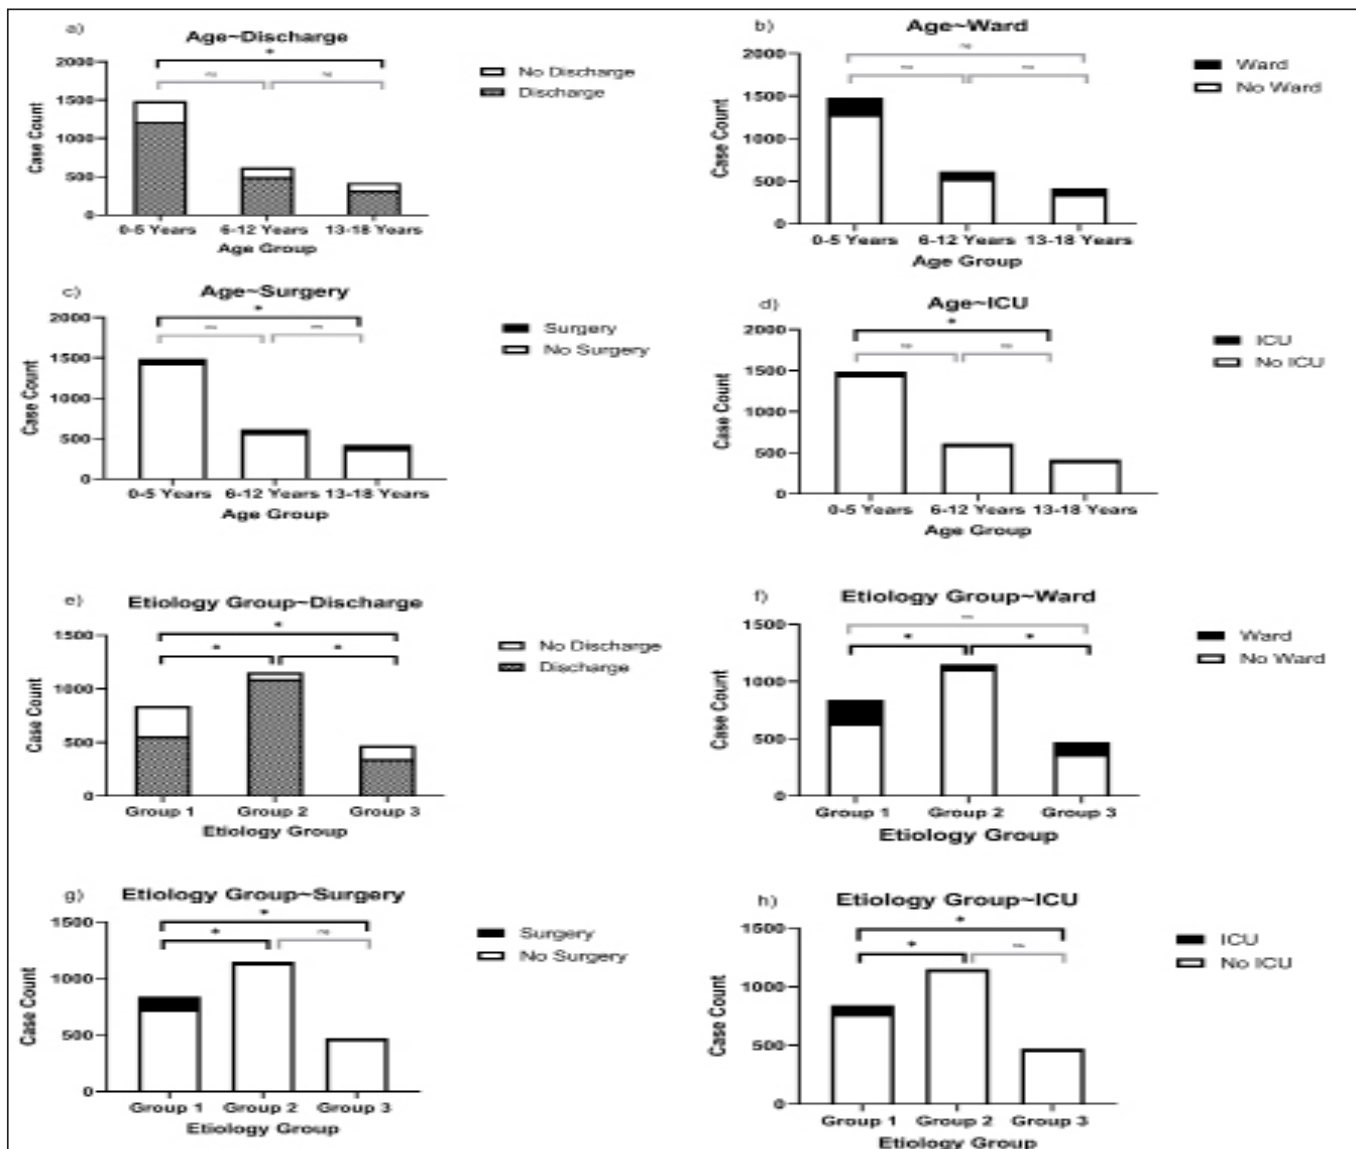 a)
Age~Discharge
*
ns
ns
No Discharge
Discharge
2000
1500
1000
500
0
Case Count
0-5 Years
6-12 Years
13-18 Years
Age Group
b)
Age~Ward
ns
ns
ns
Ward
No Ward
2000
1500
1000
500
0
Case Count
0-5 Years
6-12 Years
13-18 Years
Age Group
c)
Age~Surgery
*
ns
ns
Surgery
No Surgery
2000
1500
1000
500
0
Case Count
0-5 Years
6-12 Years
13-18 Years
Age Group
d)
Age~ICU
*
ns
ns
ICU
No ICU
2000
1500
1000
500
0
Case Count
0-5 Years
6-12 Years
13-18 Years
Age Group
e)
Etiology Group~Discharge
*
*
*
No Discharge
Discharge
1500
1000
500
0
Case Count
Group 1
Group 2
Group 3
Etiology Group
f)
Etiology Group~Ward
ns
*
*
Ward
No Ward
1500
1000
500
0
Case Count
Group 1
Group 2
Group 3
Etiology Group
g)
Etiology Group~Surgery
*
*
ns
Surgery
No Surgery
1500
1000
500
0
Case Count
Group 1
Group 2
Group 3
Etiology Group
h)
Etiology Group~ICU
*
*
ns
ICU
No ICU
1500
1000
500
0
Case Count
Group 1
Group 2
Group 3
Etiology Group